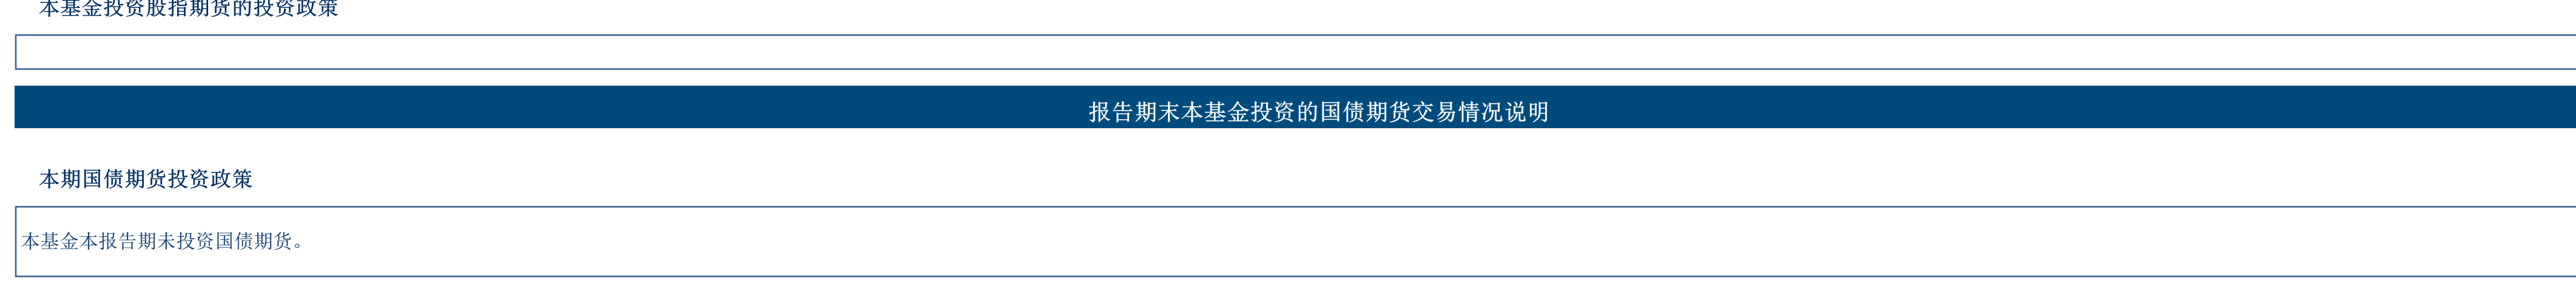 本基金投资股指期货的投资政策
报告期末本基金投资的国债期货交易情况说明
本期国债期货投资政策
本基金本报告期未投资国债期货。